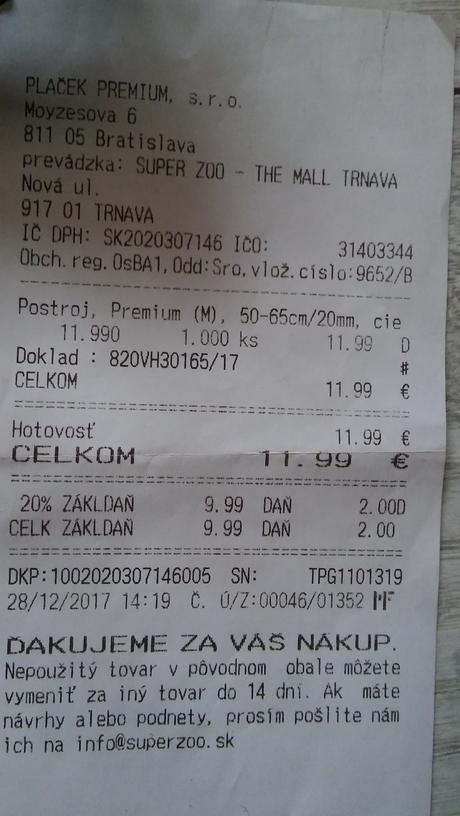 PLAČEK PREMIUM, s.r.o.
Moyzesova 6
811 05 Bratislava
prevádzka: SUPER ZOO - THE MALL TRNAVA
Nová ul.
917 01 TRNAVA
IČ DPH: SK2020307146 IČO: 31403344
Obch.reg.OsBA1,Odd:Sro,vlož.císlo:9652/B
Postroj, Premium (M), 50-65cm/20mm, cie
11.990 1.000 ks 11.99 D
Doklad : 820VH30165/17 #
CELKOM 11.99 €
Hotovosť 11.99 €
CELKOM 11.99 €
20% ZÁKLDAŇ 9.99 DAŇ 2.00D
CELK ZÁKLDAŇ 9.99 DAŇ 2.00
DKP:1002020307146005 SN: TPG1101319
28/12/2017 14:19 Č. Ú/Z:00046/01352 MF
ĎAKUJEME ZA VÁŠ NÁKUP.
Nepoužitý tovar v pôvodnom obale môžete
vymeniť za iný tovar do 14 dní. Ak máte
návrhy alebo podnety, prosím pošlite nám
ich na info@superzoo.sk